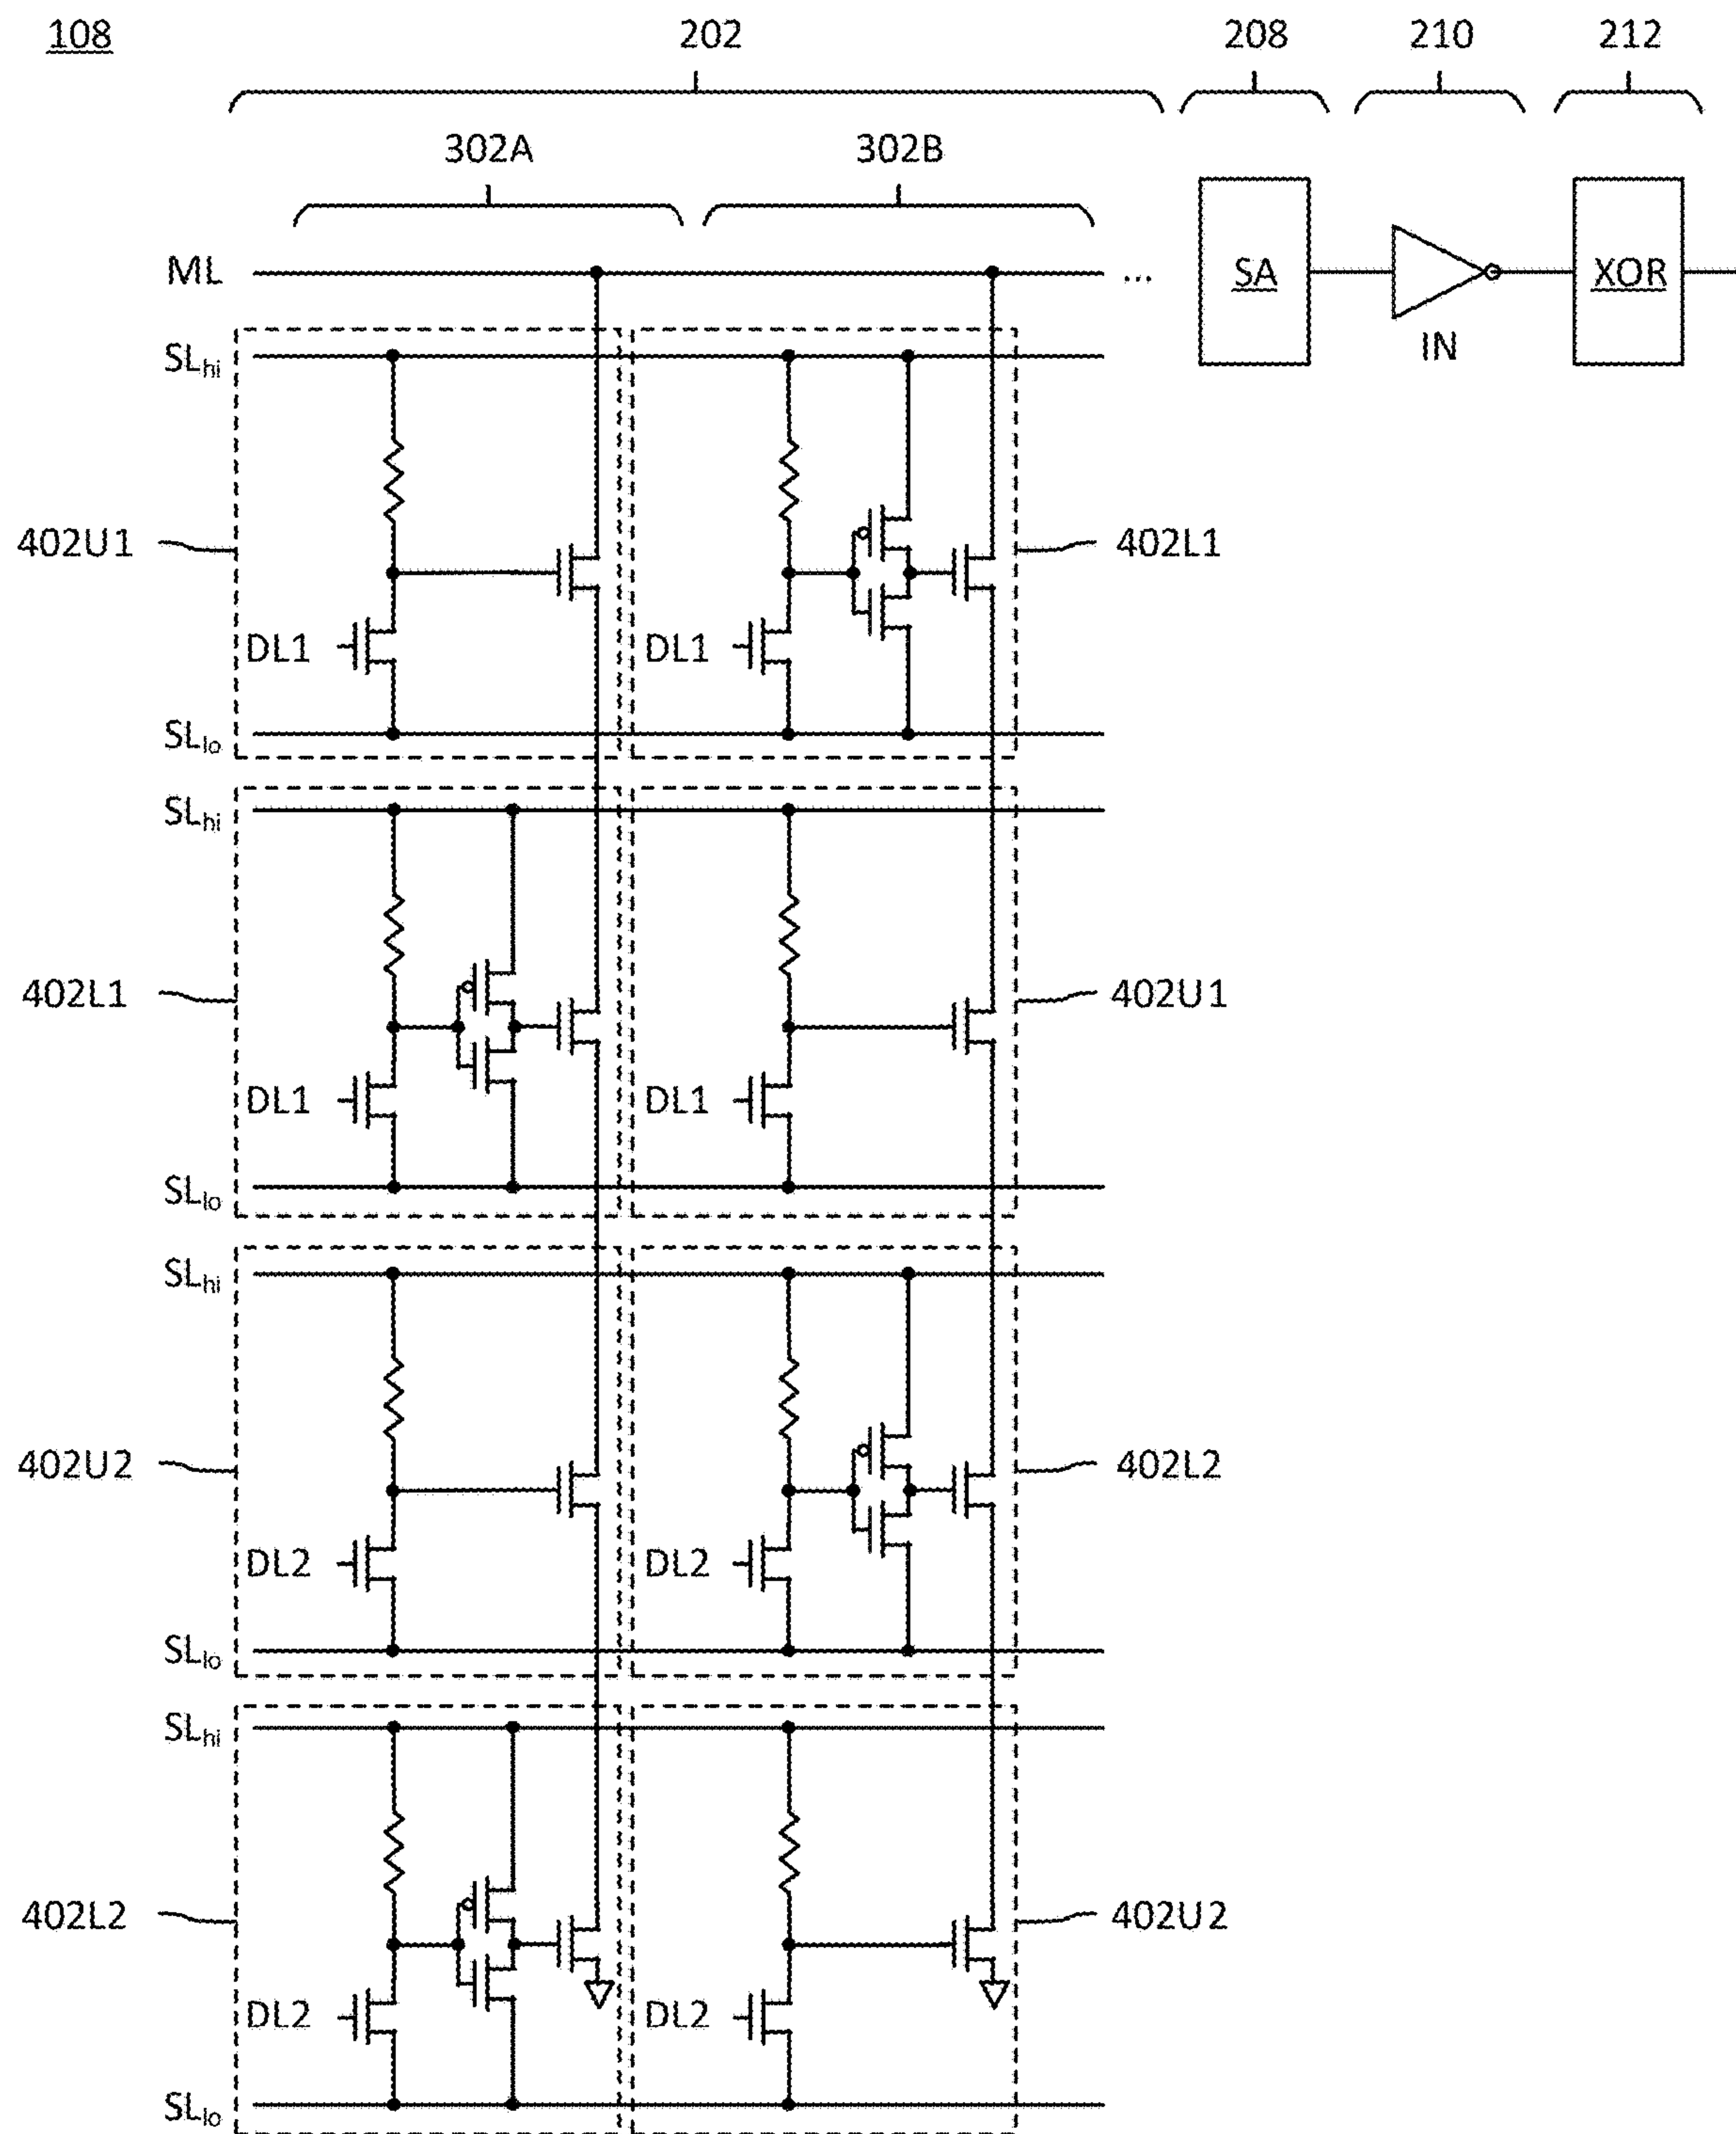 108 202 208 210 212
302A 302B
ML ... SA XOR
IN
SLhi
402U1 402L1
DL1 DL1
SLlo
SLhi
402L1 402U1
DL1 DL1
SLlo
SLhi
402U2 402L2
DL2 DL2
SLlo
SLhi
402L2 402U2
DL2 DL2
SLlo